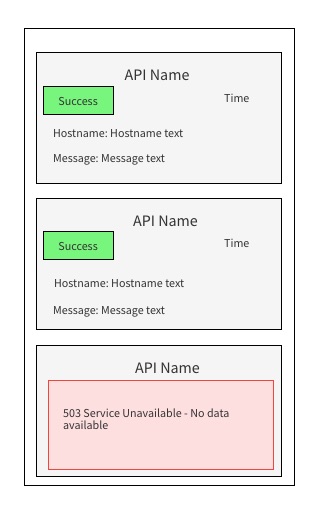 API Name
Success
Time
Hostname: Hostname text
Message: Message text
API Name
Success
Time
Hostname: Hostname text
Message: Message text
API Name
503 Service Unavailable - No data
available